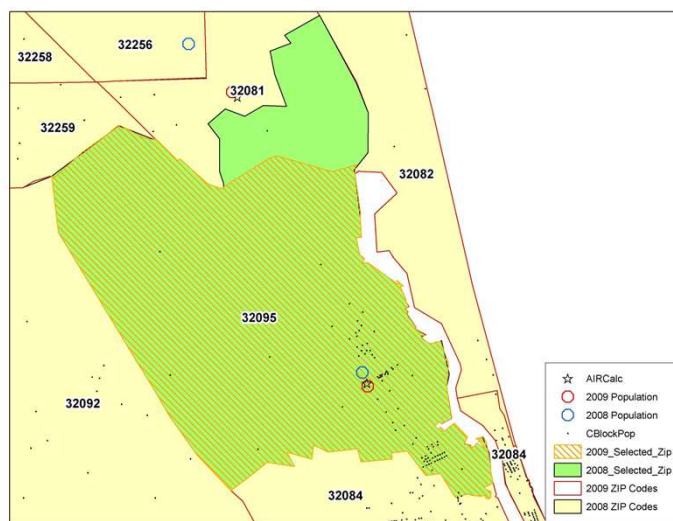 32258
32256
32081
32259
32082
32095
32092
32084
32084
AIRCalc
2009 Population
2008 Population
CBlockPop
2009_Selected_Zip
2008_Selected_Zip
2009 ZIP Codes
2008 ZIP Codes